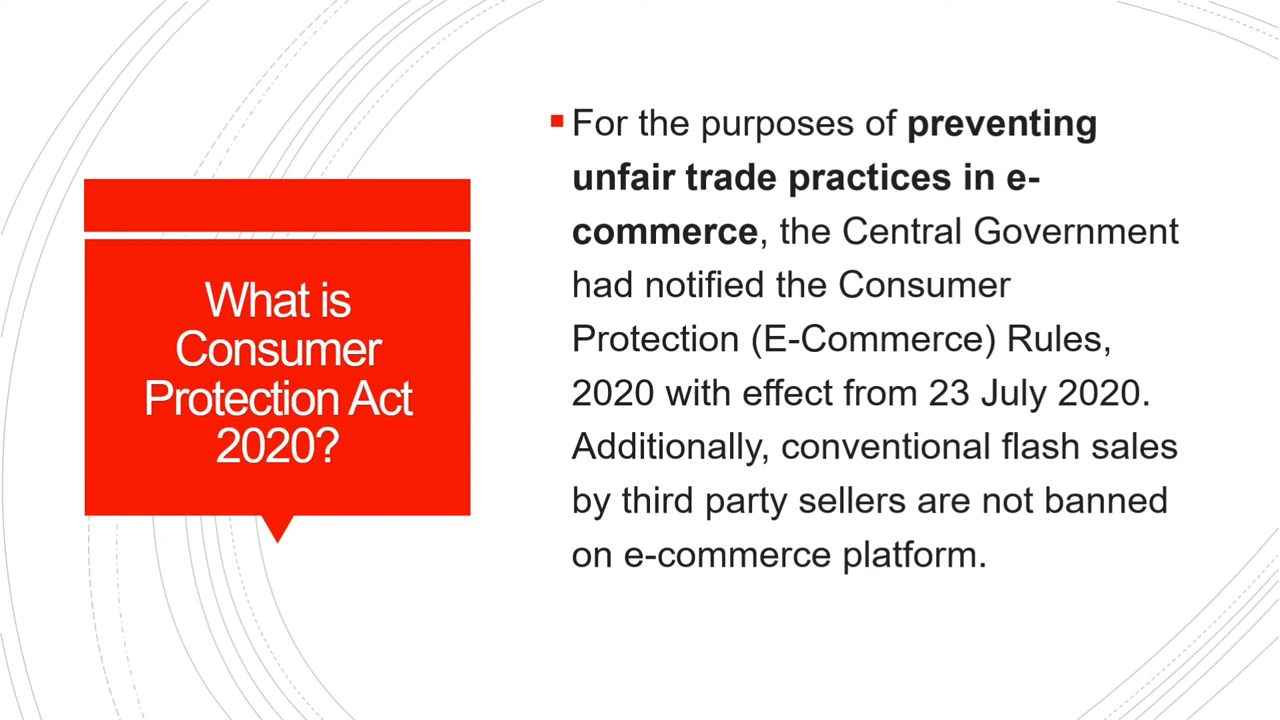 What is
Consumer
Protection Act
2020?
For the purposes of preventing
unfair trade practices in e-
commerce, the Central Government
had notified the Consumer
Protection (E-Commerce) Rules,
2020 with effect from 23 July 2020.
Additionally, conventional flash sales
by third party sellers are not banned
on e-commerce platform.